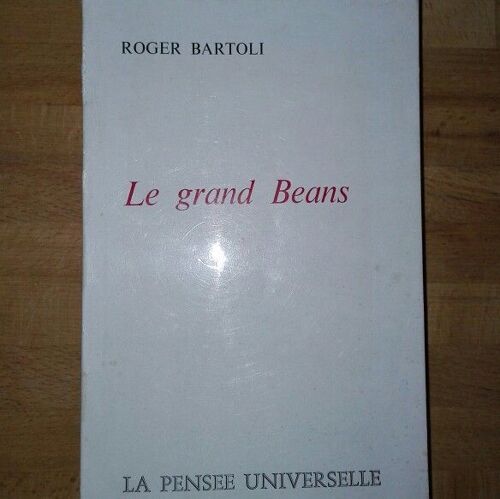 ROGER BARTOLI
Le grand Beans
LA PENSEE UNIVERSELLE